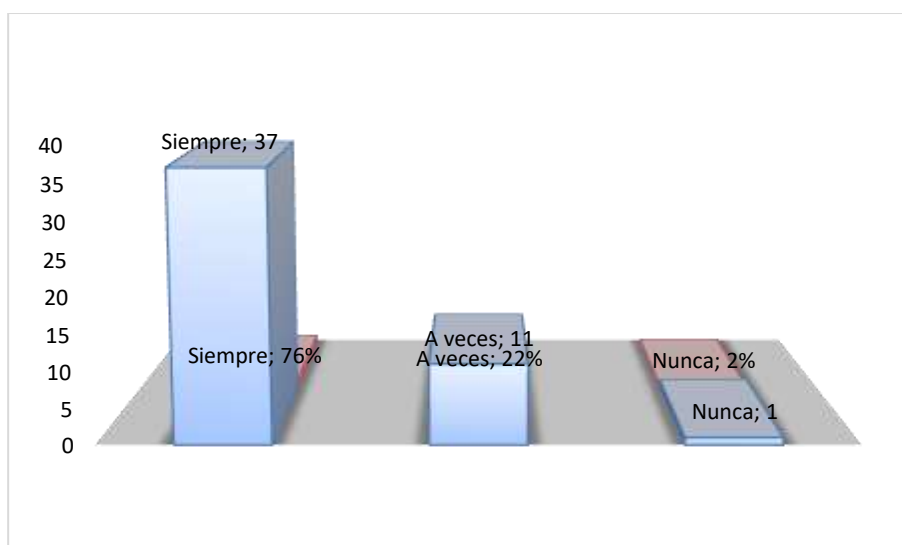 Siempre; 37
40
35
30
25
20
15
10
5
0
A veces; 11
Siempre; 76%
A veces; 22%
Nunca; 2%
Nunca; 1